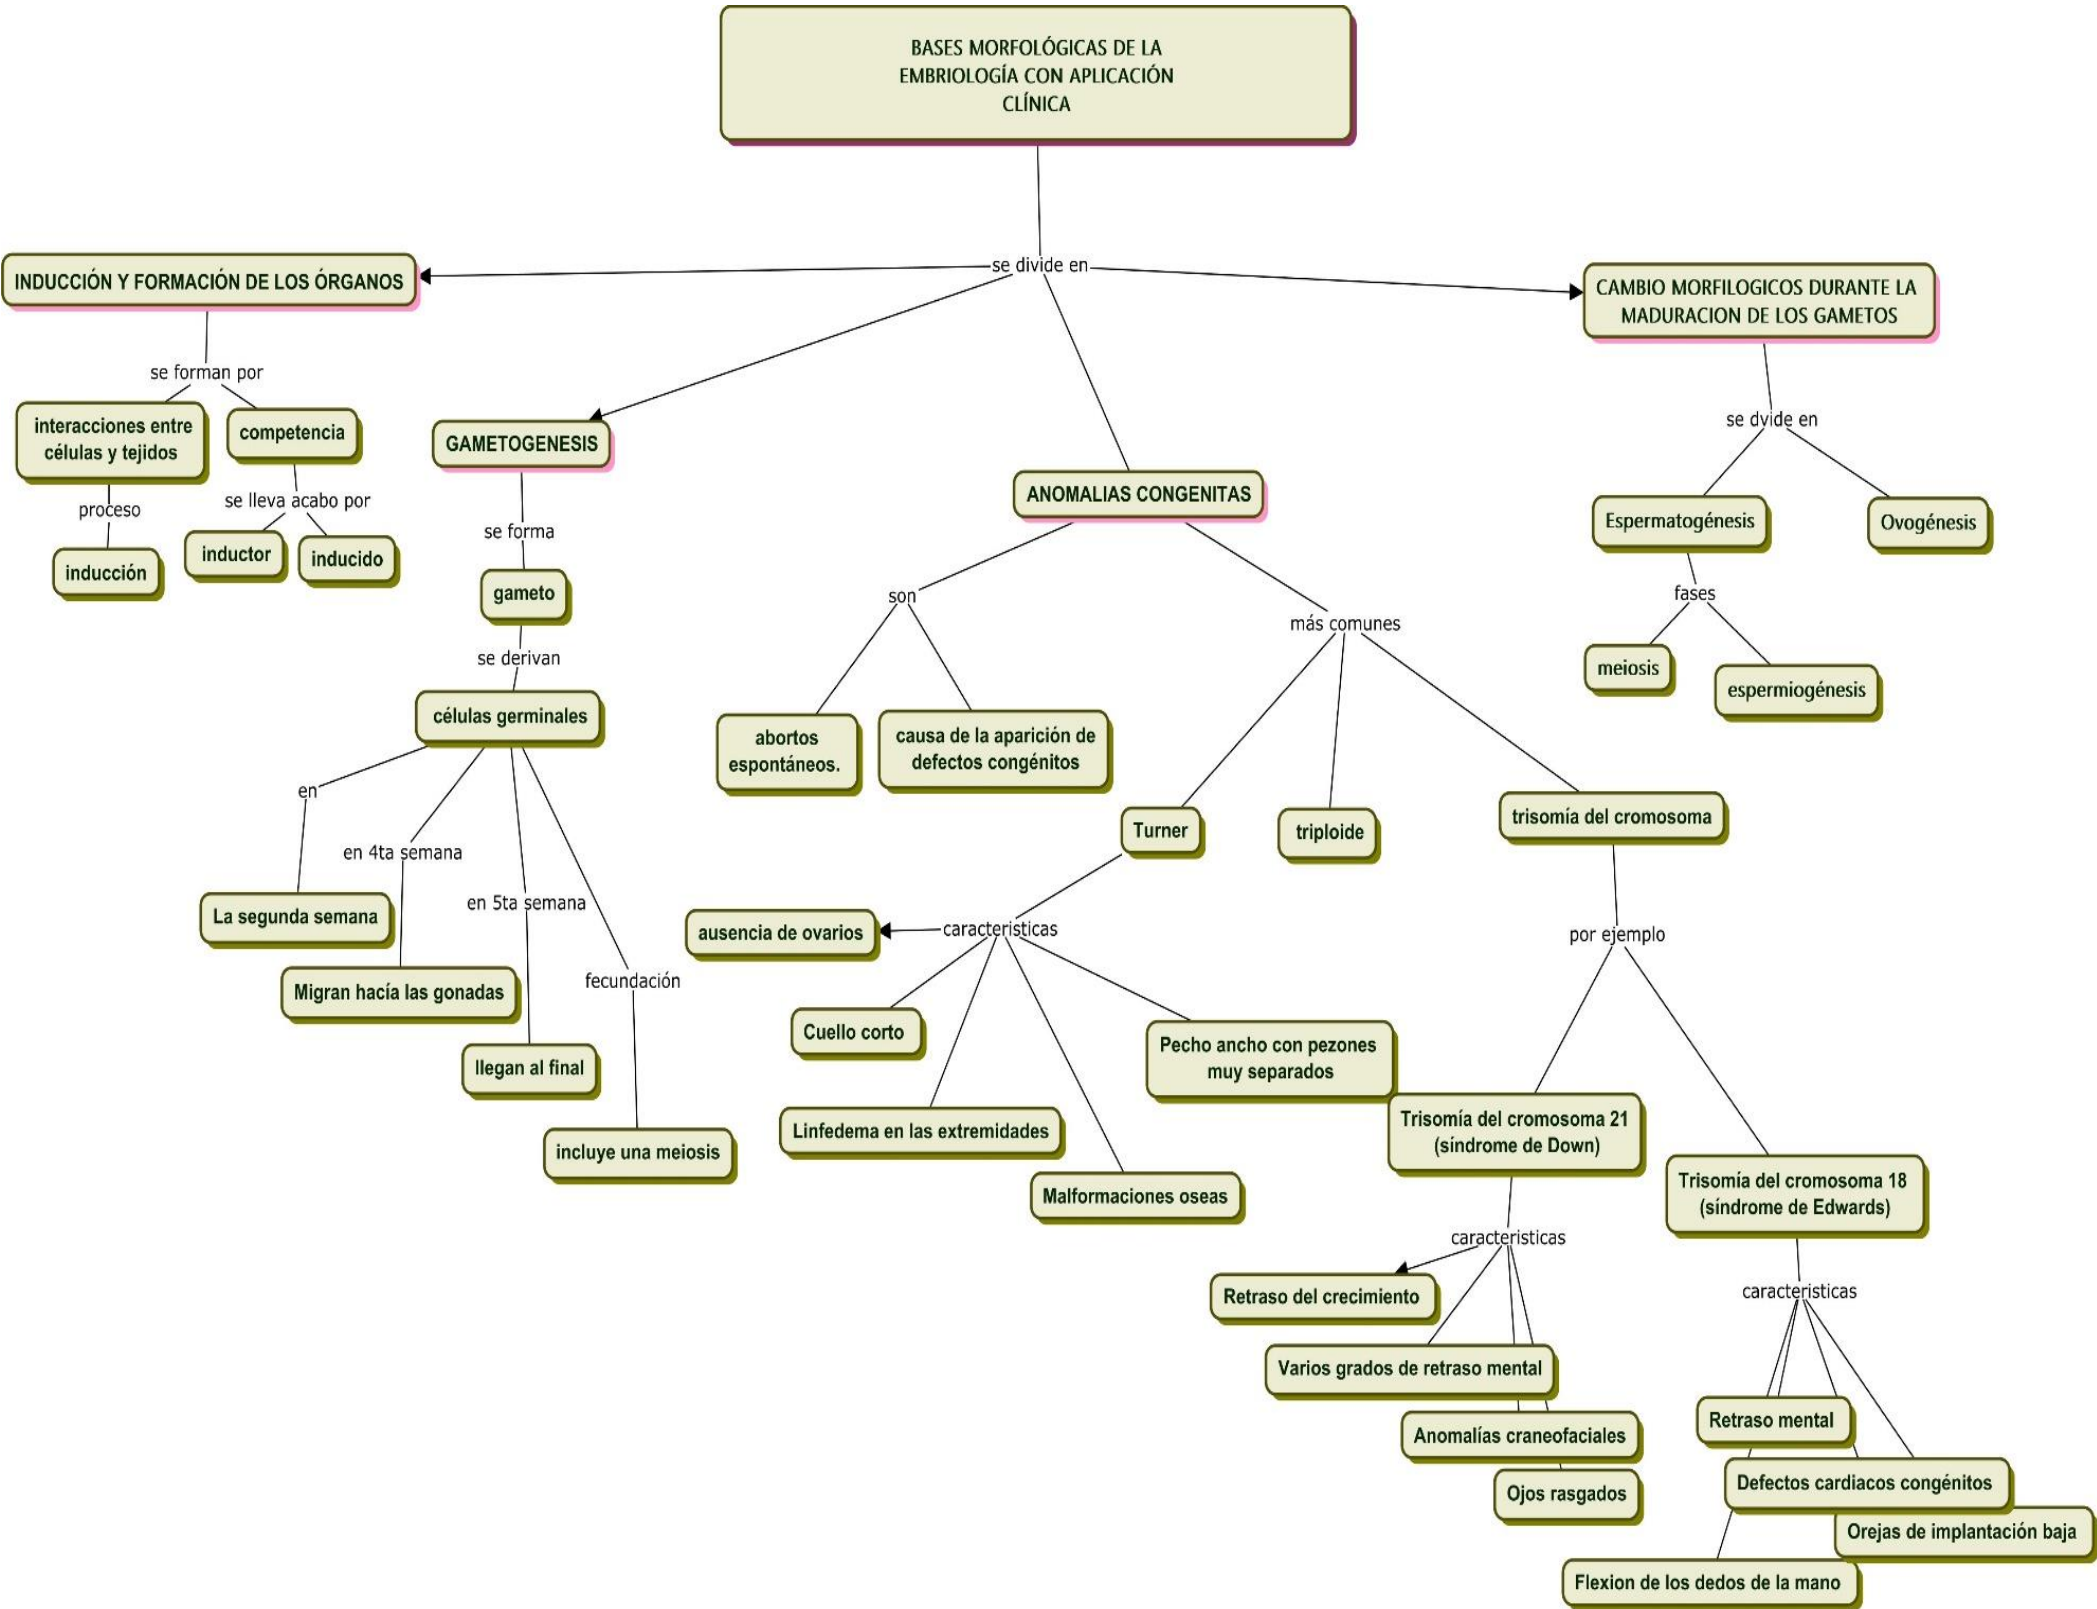 BASES MORFOLÓGICAS DE LA
EMBRIOLOGÍA CON APLICACIÓN
CLÍNICA
se divide en
INDUCCIÓN Y FORMACIÓN DE LOS ÓRGANOS
se forman por
interacciones entre
células y tejidos
proceso
inducción
competencia
se lleva acabo por
inductor
inducido
GAMETOGENESIS
se forma
gameto
se derivan
células germinales
en
La segunda semana
en 4ta semana
Migran hacía las gonadas
en 5ta semana
llegan al final
fecundación
incluye una meiosis
ANOMALIAS CONGENITAS
son
abortos
espontáneos.
causa de la aparición de
defectos congénitos
más comunes
Turner
caracteristicas
ausencia de ovarios
Cuello corto
Linfedema en las extremidades
Malformaciones oseas
Pecho ancho con pezones
muy separados
triploide
trisomía del cromosoma
por ejemplo
Trisomía del cromosoma 21
(síndrome de Down)
caracteristicas
Retraso del crecimiento
Varios grados de retraso mental
Anomalías craneofaciales
Ojos rasgados
Trisomía del cromosoma 18
(síndrome de Edwards)
caracteristicas
Retraso mental
Defectos cardiacos congénitos
Orejas de implantación baja
Flexion de los dedos de la mano
CAMBIO MORFILOGICOS DURANTE LA
MADURACION DE LOS GAMETOS
se dvide en
Espermatogénesis
fases
meiosis
espermiogénesis
Ovogénesis